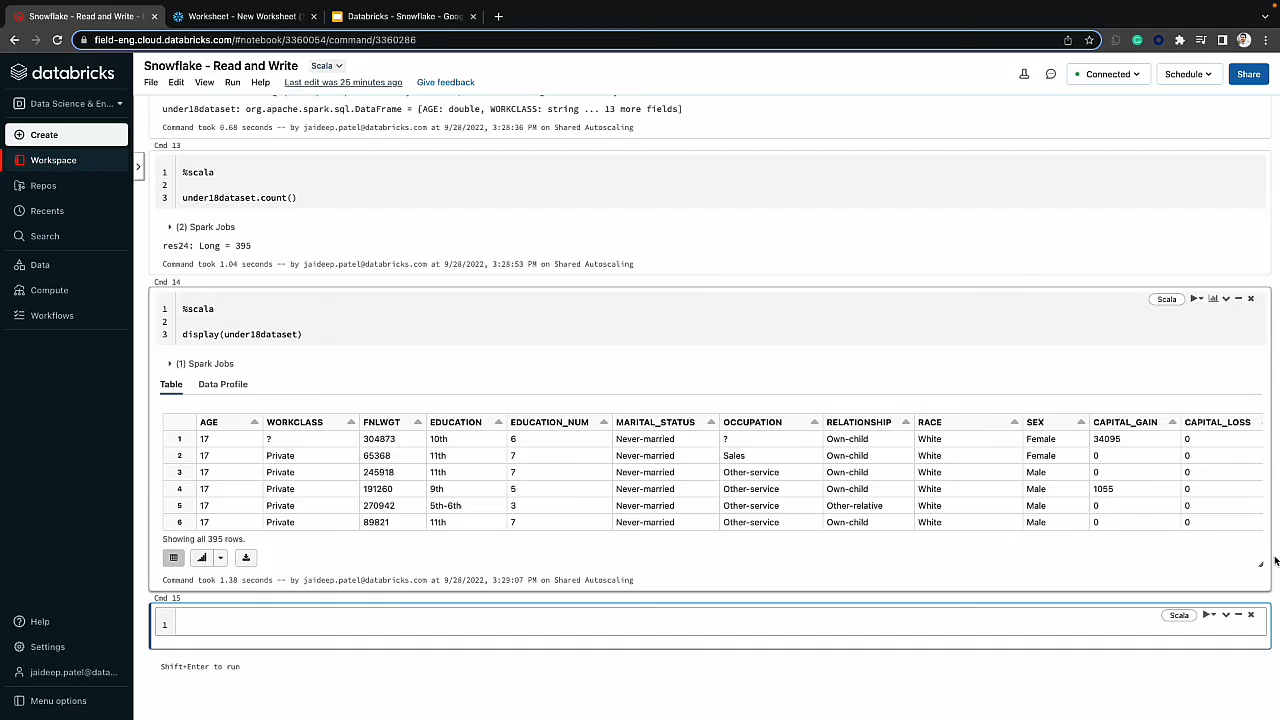 Snowflake - Read and Write -
Worksheet - New Worksheet (
Databricks - Snowflake - Goo
field-eng.cloud.databricks.com/#notebook/3360054/command/3360286
databricks
Snowflake - Read and Write
Scala
File Edit View Run Help Last edit was 25 minutes ago Give feedback
Connected
Schedule
Share
Data Science & En...
Create
Workspace
Repos
Recents
Search
Data
Compute
Workflows
Help
Settings
jaideep.patel@data...
Menu options
under18dataset: org.apache.spark.sql.DataFrame = [AGE: double, WORKCLASS: string ... 13 more fields]
Command took 0.68 seconds -- by jaideep.patel@databricks.com at 9/28/2022, 3:28:36 PM on Shared Autoscaling
Cmd 13
1 %scala
2
3 under18dataset.count()
(2) Spark Jobs
res24: Long = 395
Command took 1.04 seconds -- by jaideep.patel@databricks.com at 9/28/2022, 3:28:53 PM on Shared Autoscaling
Cmd 14
Scala
1 %scala
2
3 display(under18dataset)
(1) Spark Jobs
Table Data Profile
AGE WORKCLASS FNLWGT EDUCATION EDUCATION_NUM MARITAL_STATUS OCCUPATION RELATIONSHIP RACE SEX CAPITAL_GAIN CAPITAL_LOSS
1 17 ? 304873 10th 6 Never-married ? Own-child White Female 34095 0
2 17 Private 65368 11th 7 Never-married Sales Own-child White Female 0 0
3 17 Private 245918 11th 7 Never-married Other-service Own-child White Male 0 0
4 17 Private 191260 9th 5 Never-married Other-service Own-child White Male 1055 0
5 17 Private 270942 5th-6th 3 Never-married Other-service Other-relative White Male 0 0
6 17 Private 89821 11th 7 Never-married Other-service Own-child White Male 0 0
Showing all 395 rows.
Command took 1.38 seconds -- by jaideep.patel@databricks.com at 9/28/2022, 3:29:07 PM on Shared Autoscaling
Cmd 15
Scala
1
Shift+Enter to run